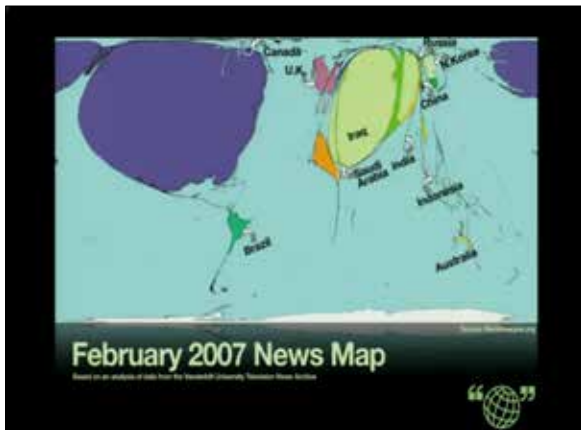 Canada
Russia
U.K.
N.Korea
China
Iraq
Saudi
Arabia
India
Indonesia
Brazil
Australia
February 2007 News Map
Based on an analysis of data from the Vanderbilt University Television News Archive